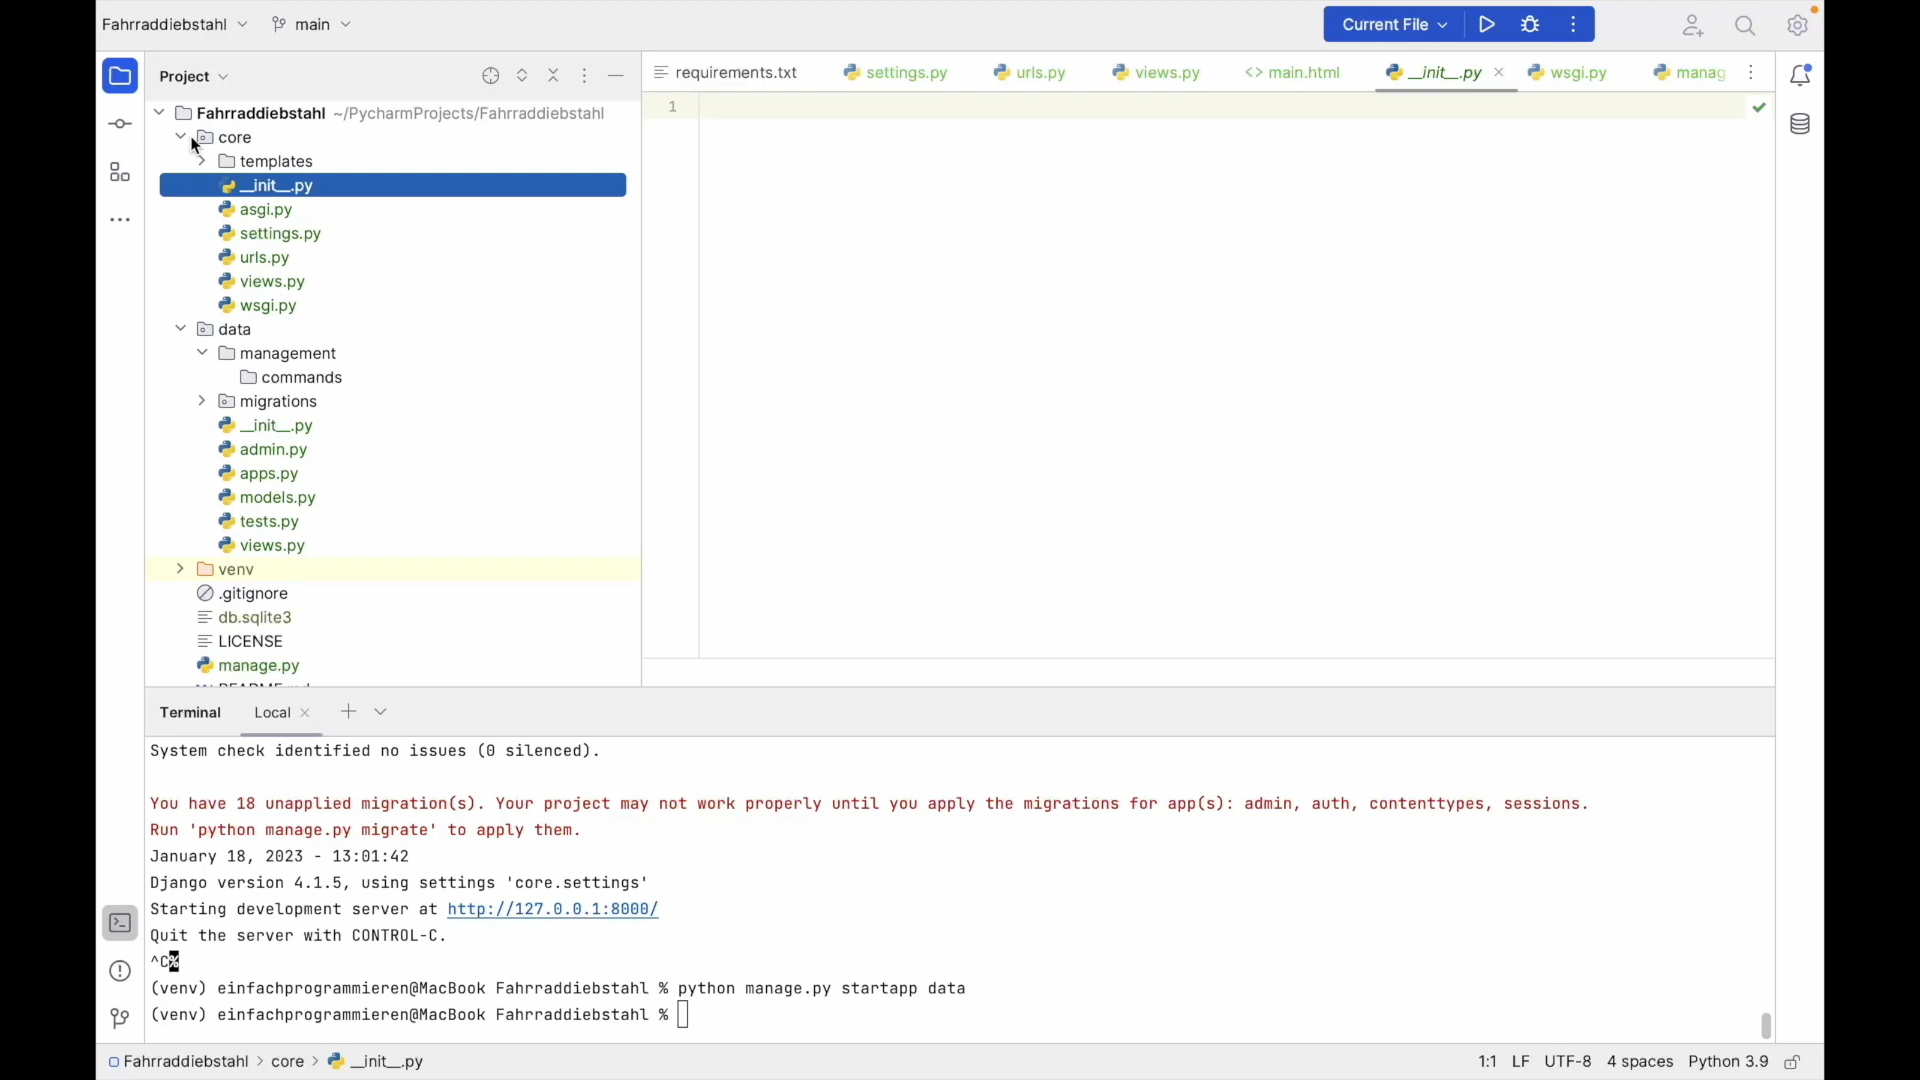 Fahrraddiebstahl main Current File
Project
Fahrraddiebstahl ~/PycharmProjects/Fahrraddiebstahl
core
templates
__init__.py
asgi.py
settings.py
urls.py
views.py
wsgi.py
data
management
commands
migrations
__init__.py
admin.py
apps.py
models.py
tests.py
views.py
venv
.gitignore
db.sqlite3
LICENSE
manage.py
requirements.txt settings.py urls.py views.py <> main.html __init__.py wsgi.py manag
1
Terminal Local
System check identified no issues (0 silenced).
You have 18 unapplied migration(s). Your project may not work properly until you apply the migrations for app(s): admin, auth, contenttypes, sessions.
Run 'python manage.py migrate' to apply them.
January 18, 2023 - 13:01:42
Django version 4.1.5, using settings 'core.settings'
Starting development server at http://127.0.0.1:8000/
Quit the server with CONTROL-C.
^C%
(venv) einfachprogrammieren@MacBook Fahrraddiebstahl % python manage.py startapp data
(venv) einfachprogrammieren@MacBook Fahrraddiebstahl %
Fahrraddiebstahl > core > __init__.py 1:1 LF UTF-8 4 spaces Python 3.9